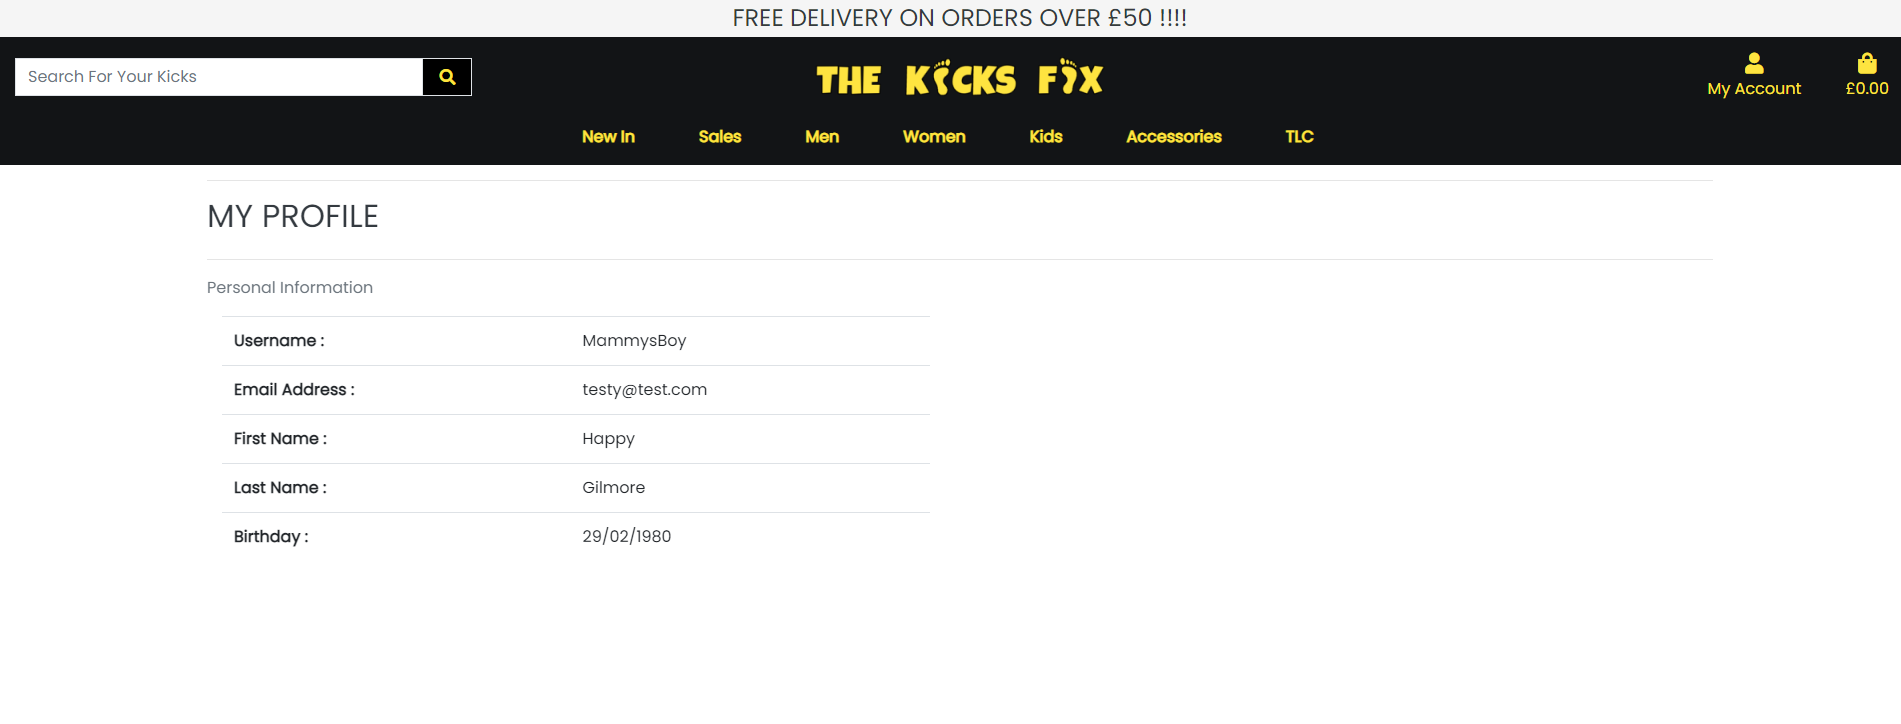 FREE DELIVERY ON ORDERS OVER £50 !!!!
Search For Your Kicks
THE KICKS FIX
My Account
£0.00
New In Sales Men Women Kids Accessories TLC
MY PROFILE
Personal Information
Username : MammysBoy
Email Address : testy@test.com
First Name : Happy
Last Name : Gilmore
Birthday : 29/02/1980